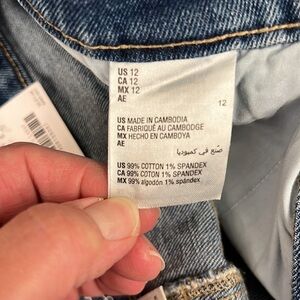 US 12
CA 12
MX 12
AE
12
US MADE IN CAMBODIA
CA FABRIQUÉ AU CAMBODGE
MX HECHO EN CAMBOYA
AE
صنع في كمبوديا
US 99% COTTON 1% SPANDEX
CA 99% COTON 1% SPANDEX
MX 99% algodón 1% spándex